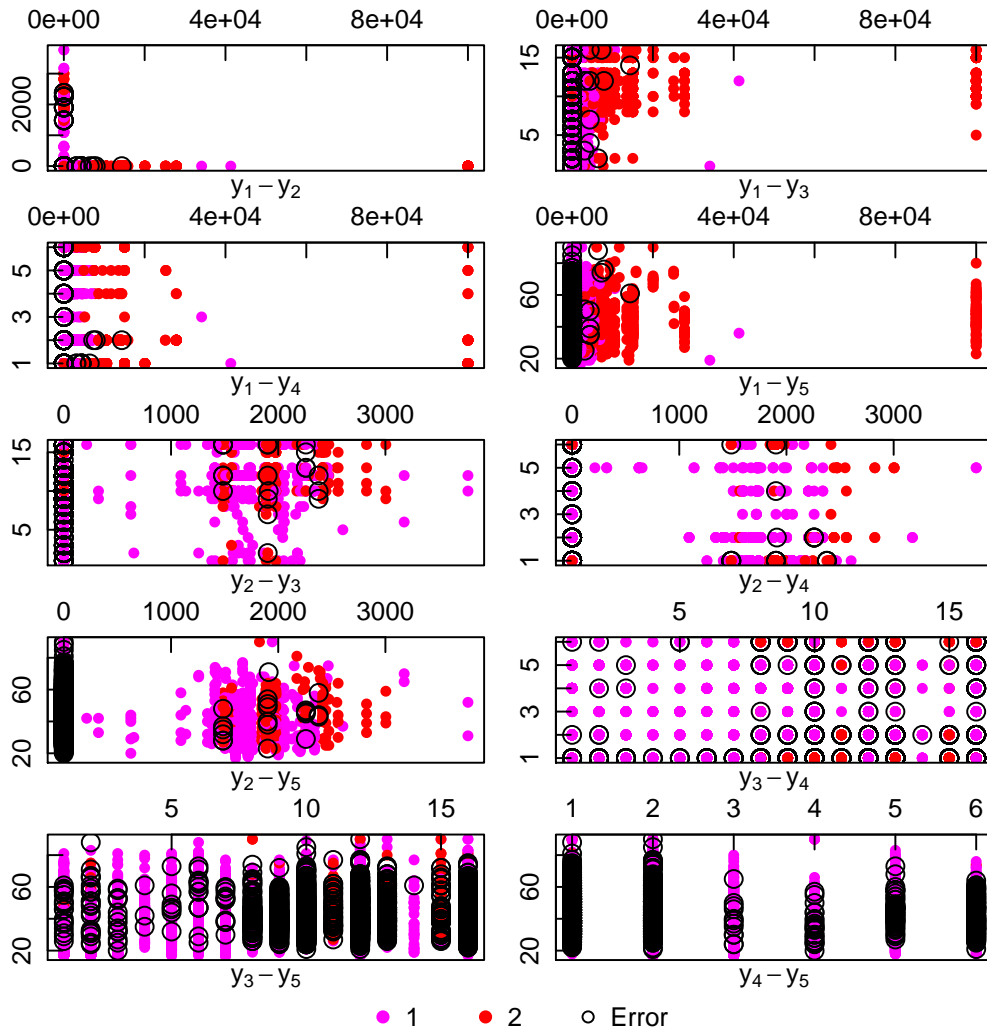 0e+00 4e+04 8e+04 0e+00 4e+04 8e+04
0 2000
5 15
y1 − y2
y1 − y3
0e+00 4e+04 8e+04 0e+00 4e+04 8e+04
1 3 5
20 60
y1 − y4
y1 − y5
0 1000 2000 3000 0 1000 2000 3000
5 15
1 3 5
y2 − y3
y2 − y4
0 1000 2000 3000 5 10 15
20 60
1 3 5
y2 − y5
y3 − y4
5 10 15 1 2 3 4 5 6
20 60
20 60
y3 − y5
y4 − y5
1 2 Error